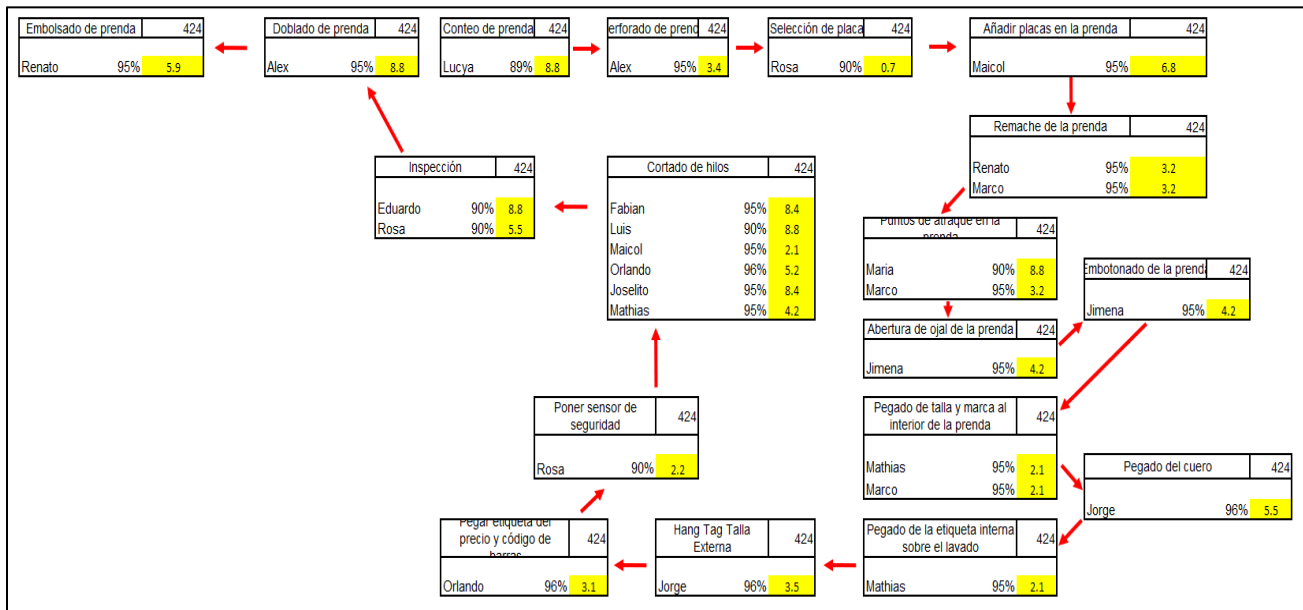 Embolsado de prenda 424
Renato 95% 5.9
Doblado de prenda 424
Alex 95% 8.8
Conteo de prenda 424
Lucya 89% 8.8
erforado de prend 424
Alex 95% 3.4
Selección de placa 424
Rosa 90% 0.7
Añadir placas en la prenda 424
Maicol 95% 6.8
Remache de la prenda 424
Renato 95% 3.2
Marco 95% 3.2
Inspección 424
Eduardo 90% 8.8
Rosa 90% 5.5
Cortado de hilos 424
Fabian 95% 8.4
Luis 90% 8.8
Maicol 95% 2.1
Orlando 96% 5.2
Joselito 95% 8.4
Mathias 95% 4.2
Puntos de atraque en la
prenda 424
Maria 90% 8.8
Marco 95% 3.2
Embotonado de la prenda 424
Jimena 95% 4.2
Abertura de ojal de la prenda 424
Jimena 95% 4.2
Poner sensor de
seguridad 424
Rosa 90% 2.2
Pegado de talla y marca al
interior de la prenda 424
Mathias 95% 2.1
Marco 95% 2.1
Pegado del cuero 424
Jorge 96% 5.5
Pegar etiqueta del
precio y código de
barras 424
Orlando 96% 3.1
Hang Tag Talla
Externa 424
Jorge 96% 3.5
Pegado de la etiqueta interna
sobre el lavado 424
Mathias 95% 2.1